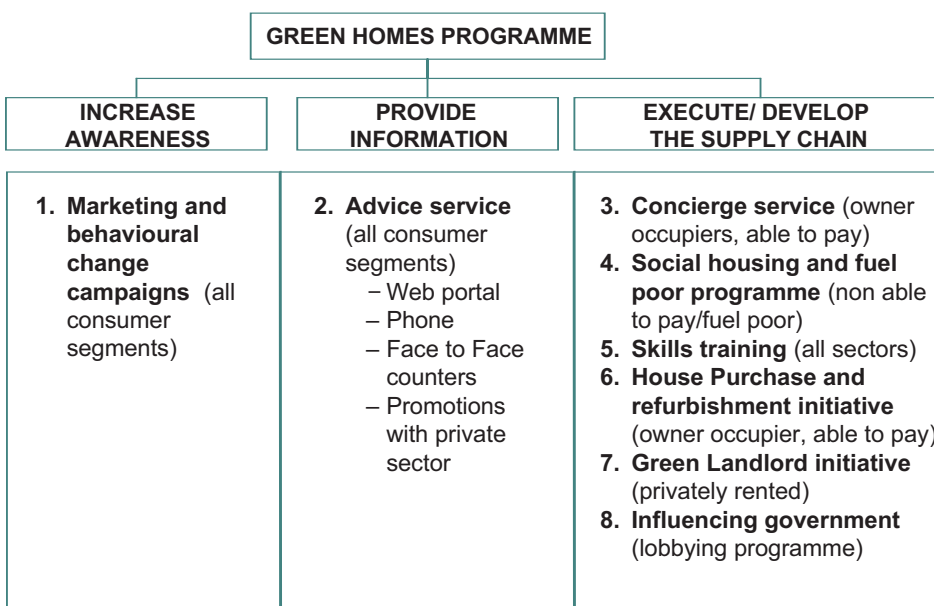 GREEN HOMES PROGRAMME
INCREASE
AWARENESS
PROVIDE
INFORMATION
EXECUTE/ DEVELOP
THE SUPPLY CHAIN
1. Marketing and
behavioural
change
campaigns (all
consumer
segments)
2. Advice service
(all consumer
segments)
– Web portal
– Phone
– Face to Face
counters
– Promotions
with private
sector
3. Concierge service (owner
occupiers, able to pay)
4. Social housing and fuel
poor programme (non able
to pay/fuel poor)
5. Skills training (all sectors)
6. House Purchase and
refurbishment initiative
(owner occupier, able to pay)
7. Green Landlord initiative
(privately rented)
8. Influencing government
(lobbying programme)